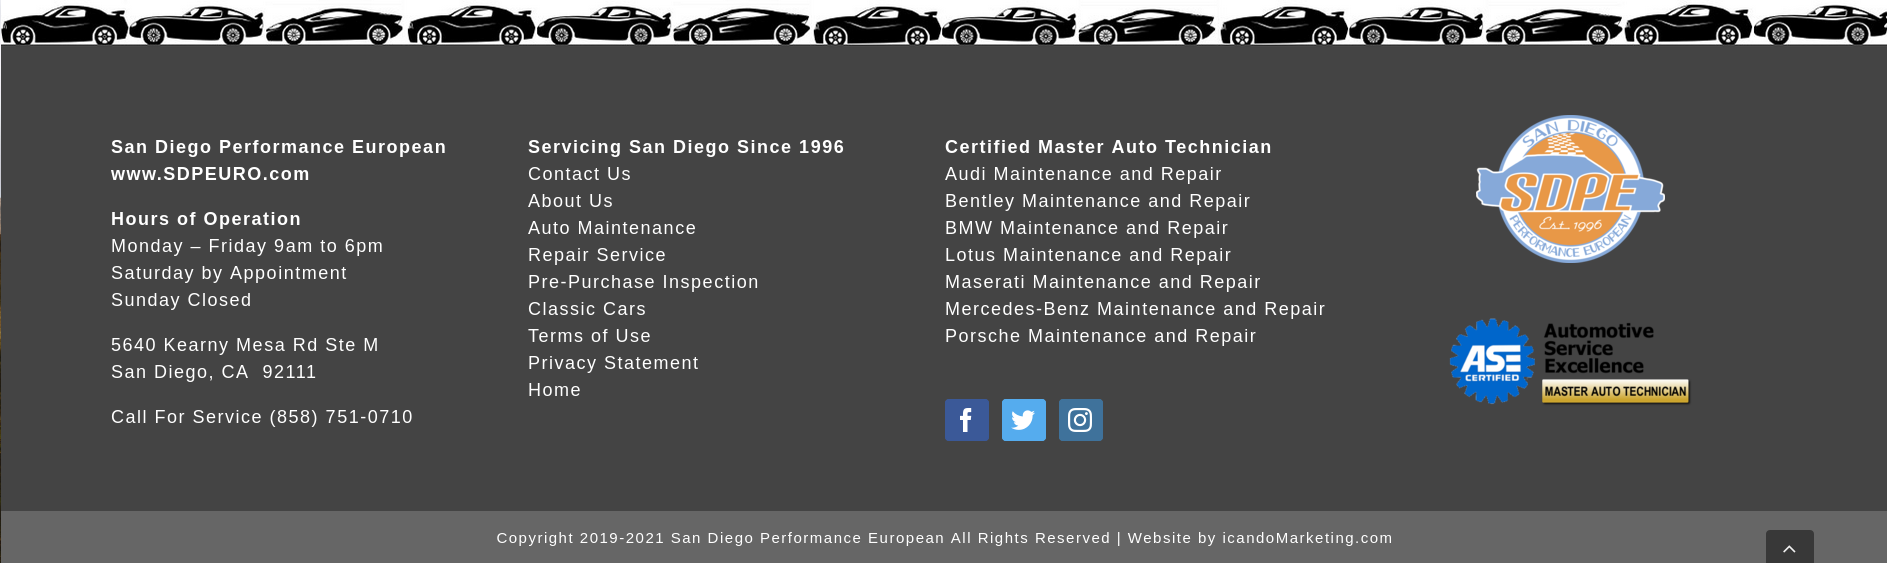 San Diego Performance European
www.SDPEURO.com
Hours of Operation
Monday – Friday 9am to 6pm
Saturday by Appointment
Sunday Closed
5640 Kearny Mesa Rd Ste M
San Diego, CA  92111
Call For Service (858) 751-0710
Servicing San Diego Since 1996
Contact Us
About Us
Auto Maintenance
Repair Service
Pre-Purchase Inspection
Classic Cars
Terms of Use
Privacy Statement
Home
Certified Master Auto Technician
Audi Maintenance and Repair
Bentley Maintenance and Repair
BMW Maintenance and Repair
Lotus Maintenance and Repair
Maserati Maintenance and Repair
Mercedes-Benz Maintenance and Repair
Porsche Maintenance and Repair
SAN DIEGO
SDPE
Est. 1996
PERFORMANCE EUROPEAN
ASE
CERTIFIED
Automotive
Service
Excellence
MASTER AUTO TECHNICIAN
Copyright 2019-2021 San Diego Performance European All Rights Reserved | Website by icandoMarketing.com